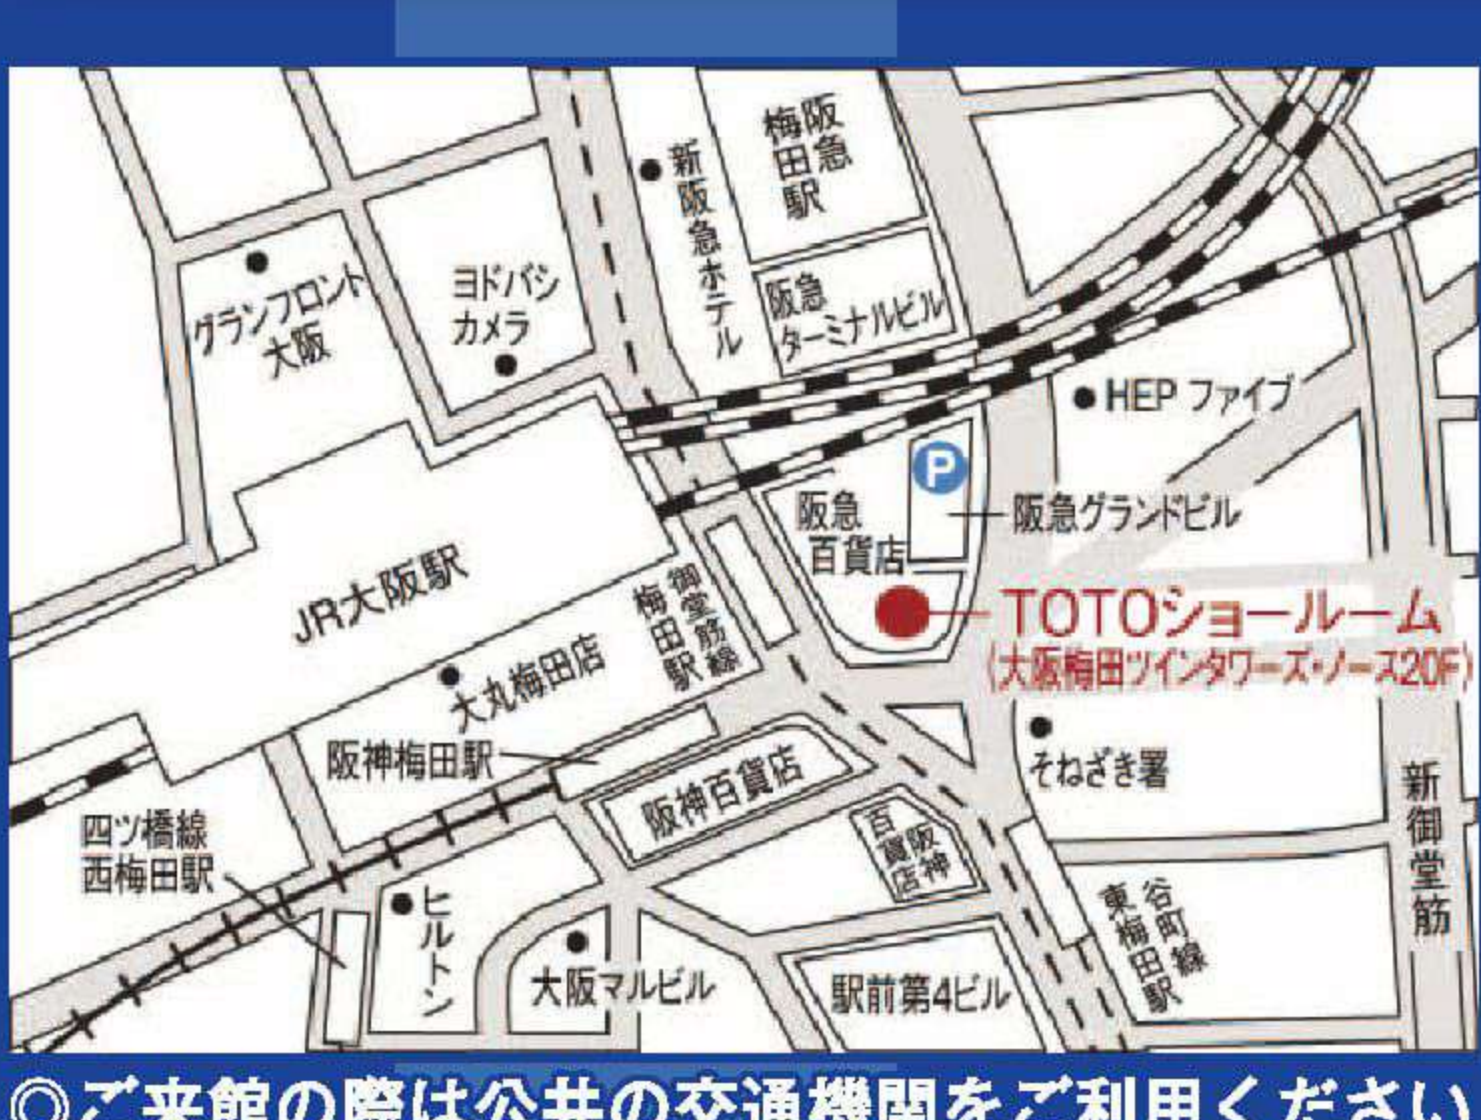 阪急
梅田駅
新阪急ホテル
グランフロント
大阪
ヨドバシ
カメラ
阪急
ターミナルビル
HEP ファイブ
P
阪急
百貨店
阪急グランドビル
JR大阪駅
御堂筋線
梅田駅
TOTOショールーム
(大阪梅田ツインタワーズ・ノース20F)
大丸梅田店
阪神梅田駅
阪神百貨店
そねざき署
新御堂筋
四ツ橋線
西梅田駅
阪神
百貨店
ヒルトン
大阪マルビル
駅前第4ビル
谷町線
東梅田駅
◎ご来館の際は公共の交通機関をご利用ください